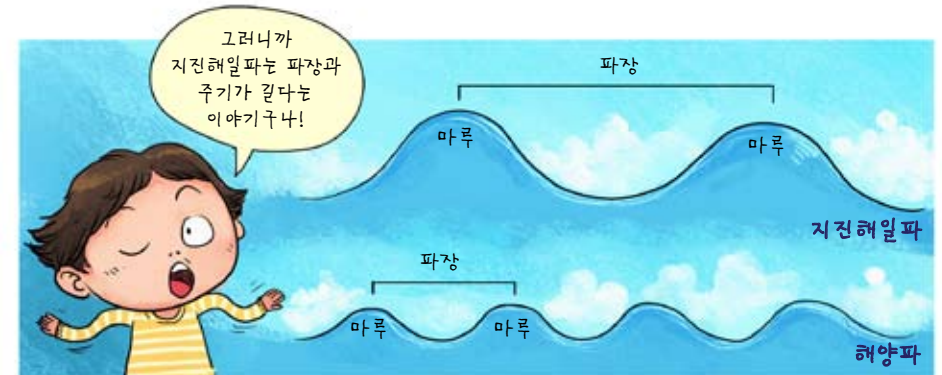 그러니까
지진해일파는 파장과
주기가 길다는
이야기구나!
파장
마루
마루
지진해일파
파장
마루
마루
해양파